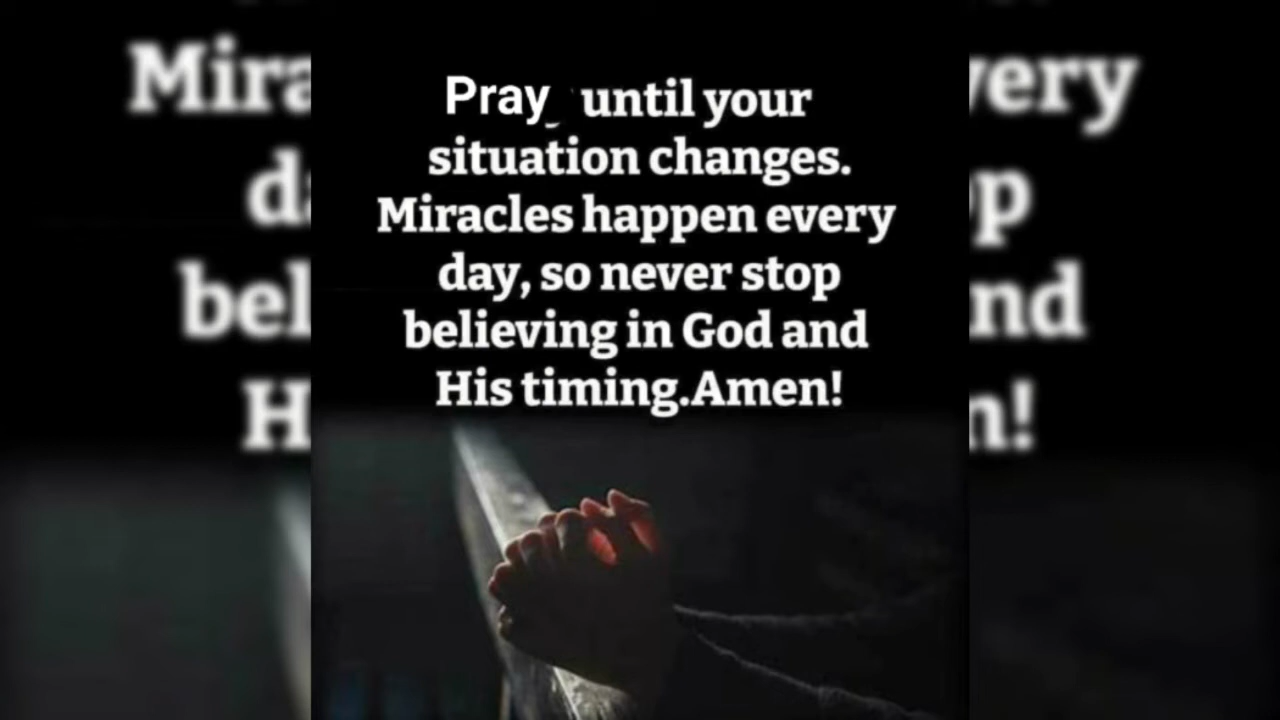 Pray until your
situation changes.
Miracles happen every
day, so never stop
believing in God and
His timing.Amen!